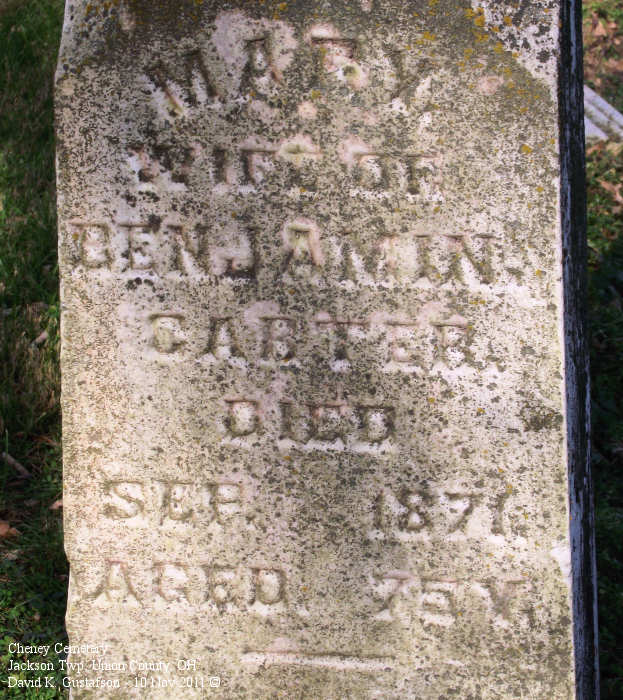 MARY.
WIFE OF
BENJAMIN.
CARTER.
DIED
SEP. 1871.
AGED. 75 Y.
Cheney Cemetery
Jackson Twp, Union County, OH
David K. Gustafson - 10 Nov 2011 ©